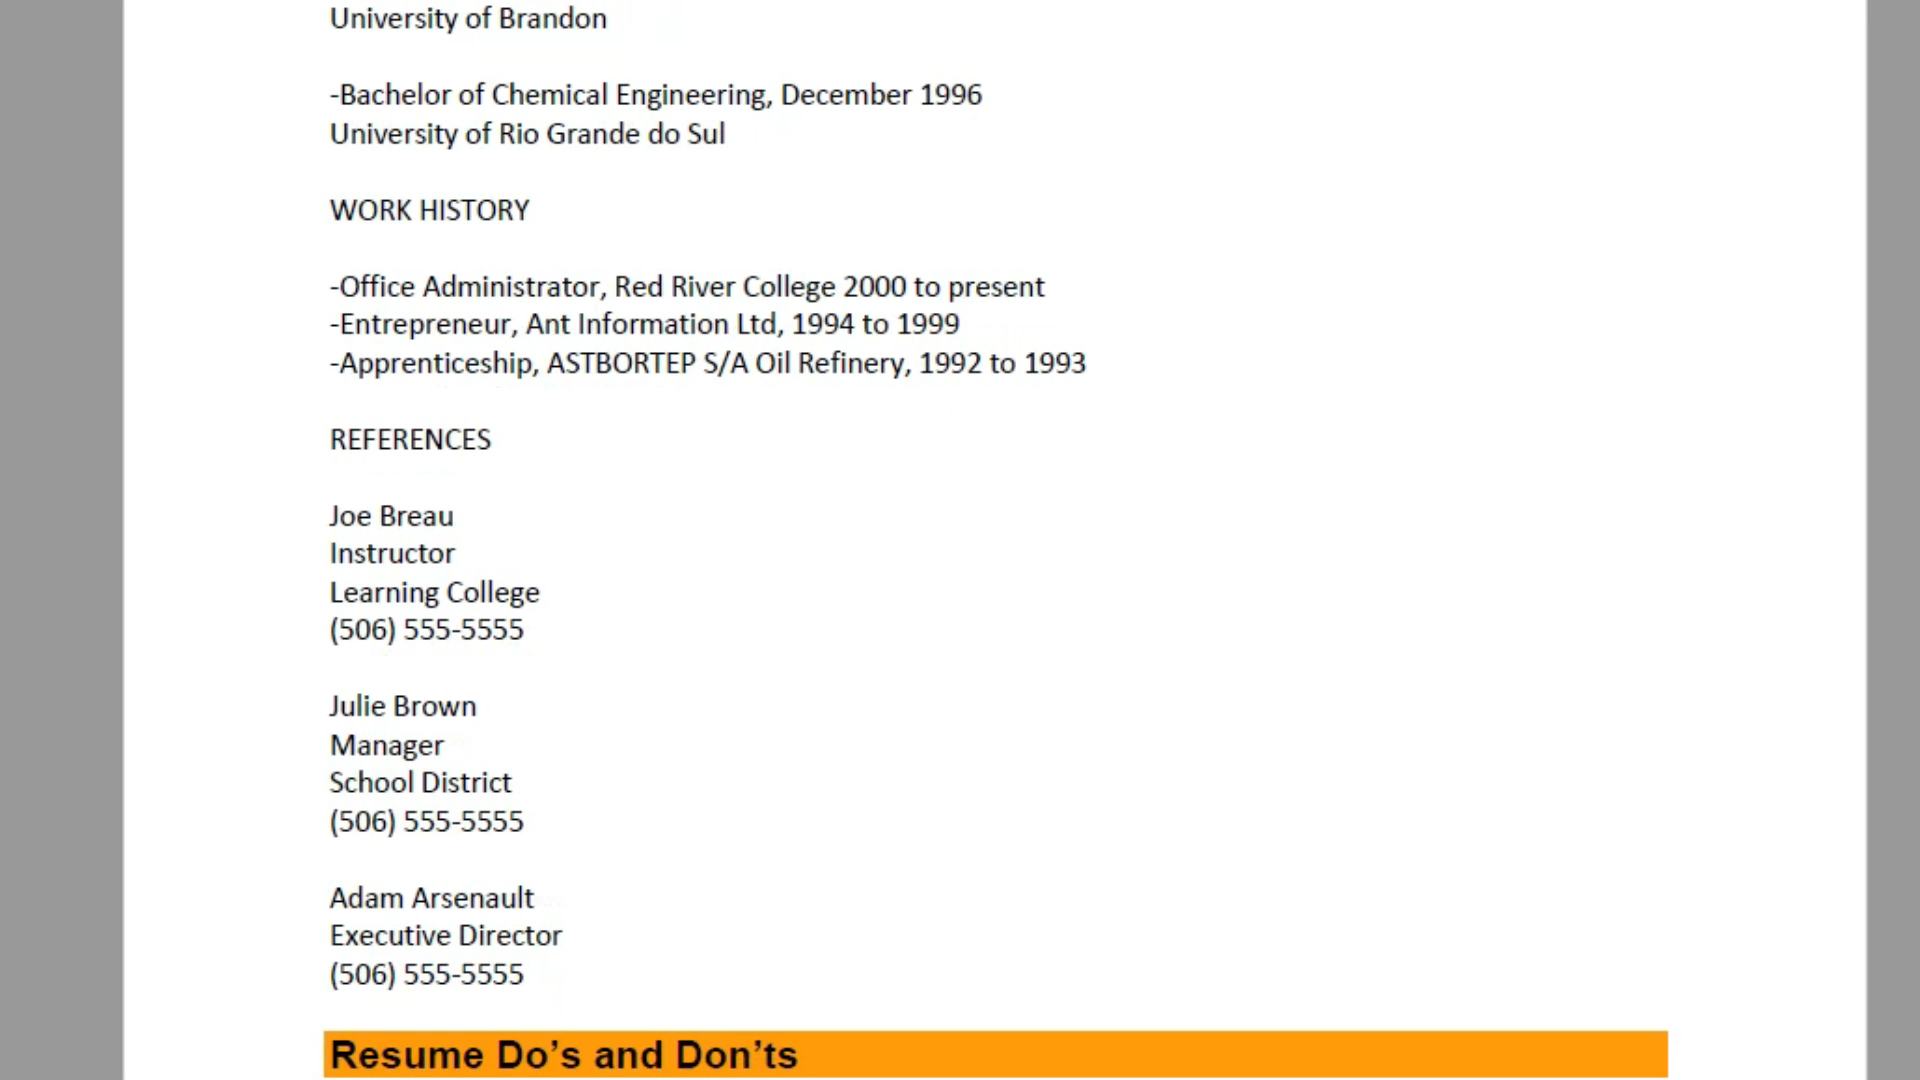 University of Brandon
-Bachelor of Chemical Engineering, December 1996
University of Rio Grande do Sul
WORK HISTORY
-Office Administrator, Red River College 2000 to present
-Entrepreneur, Ant Information Ltd, 1994 to 1999
-Apprenticeship, ASTBORTEP S/A Oil Refinery, 1992 to 1993
REFERENCES
Joe Breau
Instructor
Learning College
(506) 555-5555
Julie Brown
Manager
School District
(506) 555-5555
Adam Arsenault
Executive Director
(506) 555-5555
Resume Do’s and Don’ts